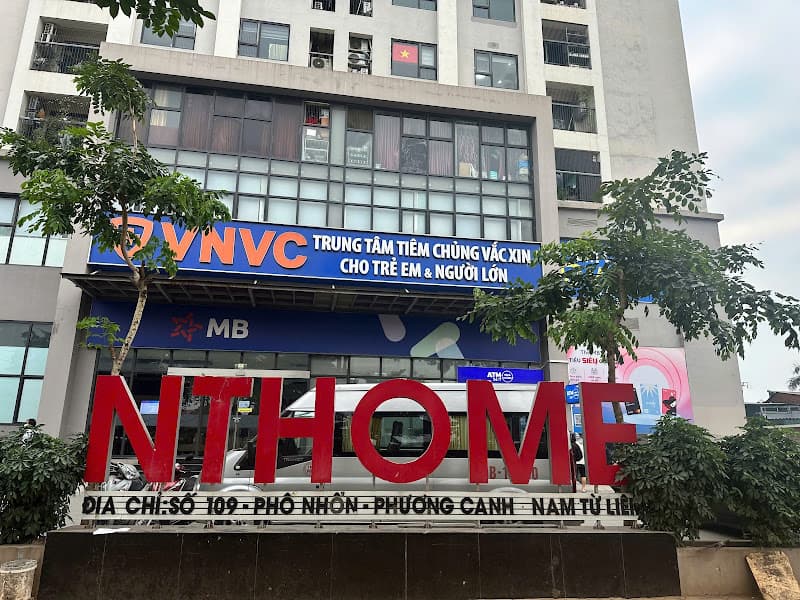 VNVC
TRUNG TÂM TIÊM CHỦNG VẮC XIN
CHO TRẺ EM & NGƯỜI LỚN
MB
ATM
SIÊU
NTHOME
ĐỊA CHỈ:SỐ 109 - PHỐ NHỔN - PHƯƠNG CANH - NAM TỪ LIÊM